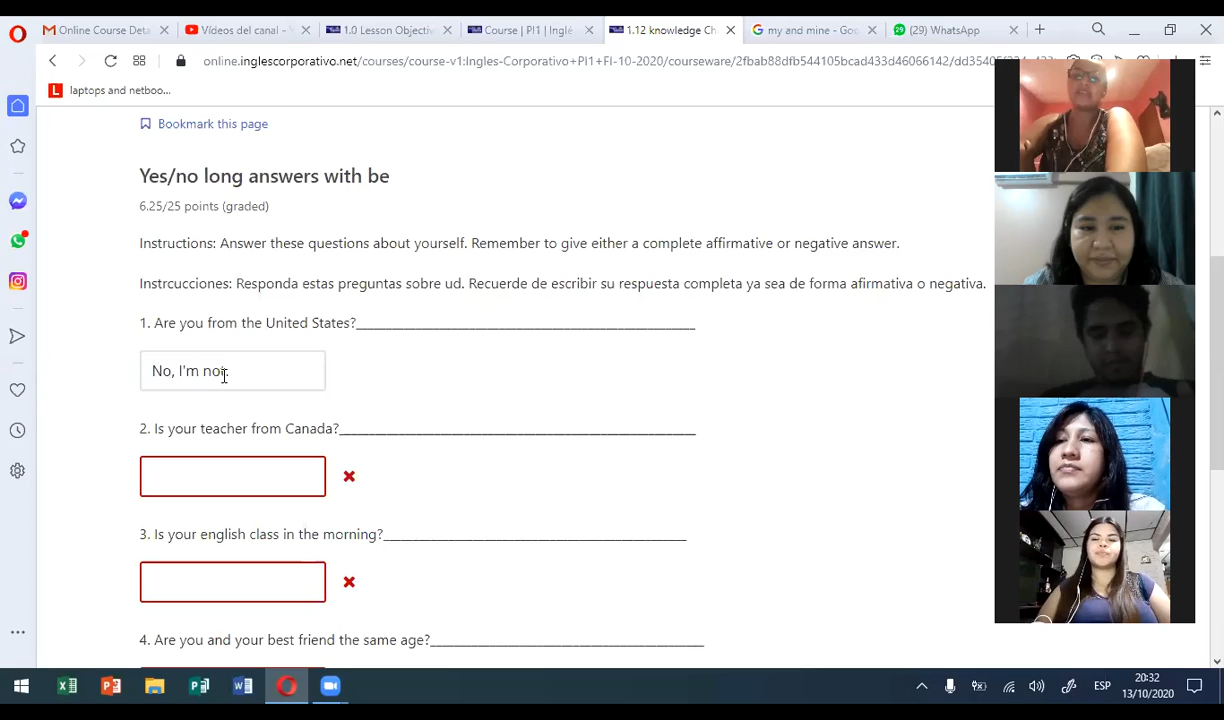 Online Course Deta
Vídeos del canal - Y
1.0 Lesson Objectiv
Course | PI1 | Inglé
1.12 knowledge Ch
my and mine - Goo
(29) WhatsApp
online.inglescorporativo.net/courses/course-v1:Ingles-Corporativo+PI1+FI-10-2020/courseware/2fbab88dfb544105bcad433d46066142/dd35405
laptops and netboo...
Bookmark this page
Yes/no long answers with be
6.25/25 points (graded)
Instructions: Answer these questions about yourself. Remember to give either a complete affirmative or negative answer.
Instrcucciones: Responda estas preguntas sobre ud. Recuerde de escribir su respuesta completa ya sea de forma afirmativa o negativa.
1. Are you from the United States?
No, I'm not.
2. Is your teacher from Canada?
3. Is your english class in the morning?
4. Are you and your best friend the same age?
ESP
20:32
13/10/2020